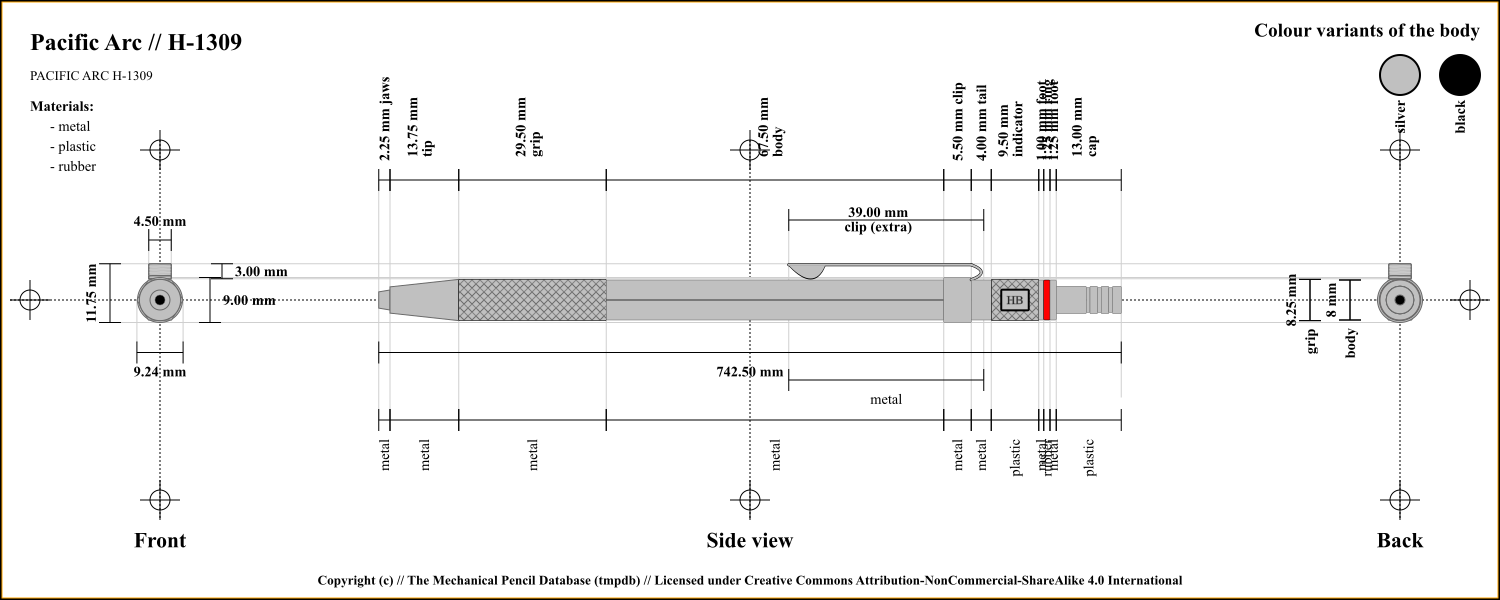 Pacific Arc // H-1309
Colour variants of the body
PACIFIC ARC H-1309
Materials:
- metal
- plastic
- rubber
silver
black
2.25 mm jaws
13.75 mm
tip
29.50 mm
grip
67.50 mm
body
5.50 mm clip
4.00 mm tail
9.50 mm
indicator
1.00 mm foot
1.25 mm foot
13.00 mm
cap
39.00 mm
clip (extra)
4.50 mm
3.00 mm
11.75 mm
9.00 mm
9.24 mm
HB
8.25 mm
grip
8 mm
body
742.50 mm
metal
metal
metal
metal
metal
metal
metal
plastic
metal
rubber
metal
plastic
Front
Side view
Back
Copyright (c) // The Mechanical Pencil Database (tmpdb) // Licensed under Creative Commons Attribution-NonCommercial-ShareAlike 4.0 International